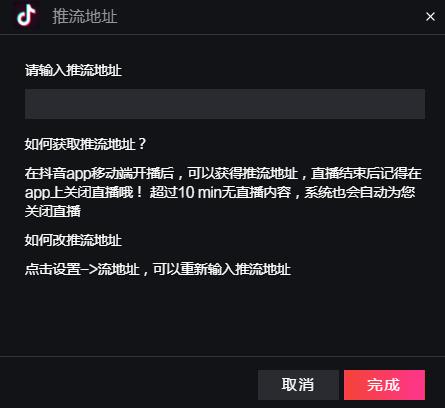 推流地址
请输入推流地址
如何获取推流地址？
在抖音app移动端开播后，可以获得推流地址，直播结束后记得在
app上关闭直播哦！ 超过10 min无直播内容，系统也会自动为您
关闭直播
如何改推流地址
点击设置-->流地址，可以重新输入推流地址
取消
完成